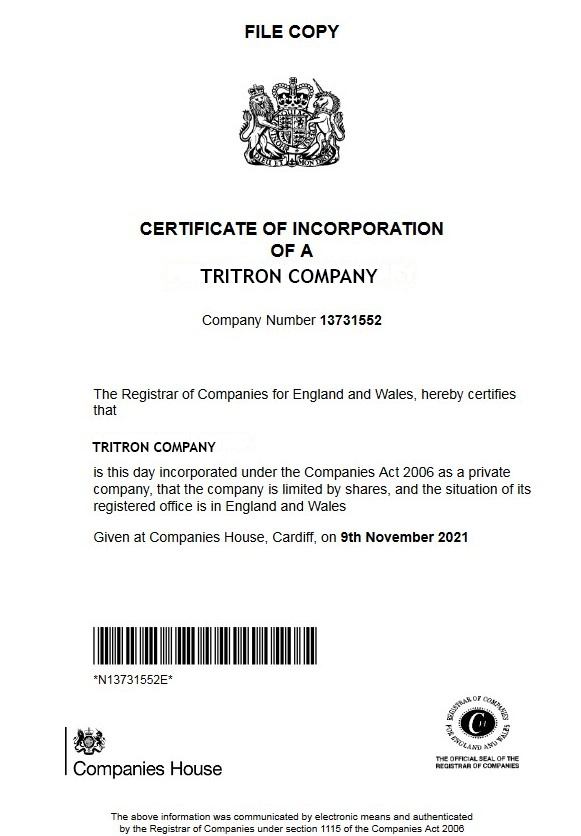 FILE COPY
CERTIFICATE OF INCORPORATION
OF A
TRITRON COMPANY
Company Number 13731552
The Registrar of Companies for England and Wales, hereby certifies
that
TRITRON COMPANY
is this day incorporated under the Companies Act 2006 as a private
company, that the company is limited by shares, and the situation of its
registered office is in England and Wales
Given at Companies House, Cardiff, on 9th November 2021
*N13731552E*
REGISTRAR OF COMPANIES
FOR ENGLAND AND WALES
THE OFFICIAL SEAL OF THE
REGISTRAR OF COMPANIES
Companies House
The above information was communicated by electronic means and authenticated
by the Registrar of Companies under section 1115 of the Companies Act 2006